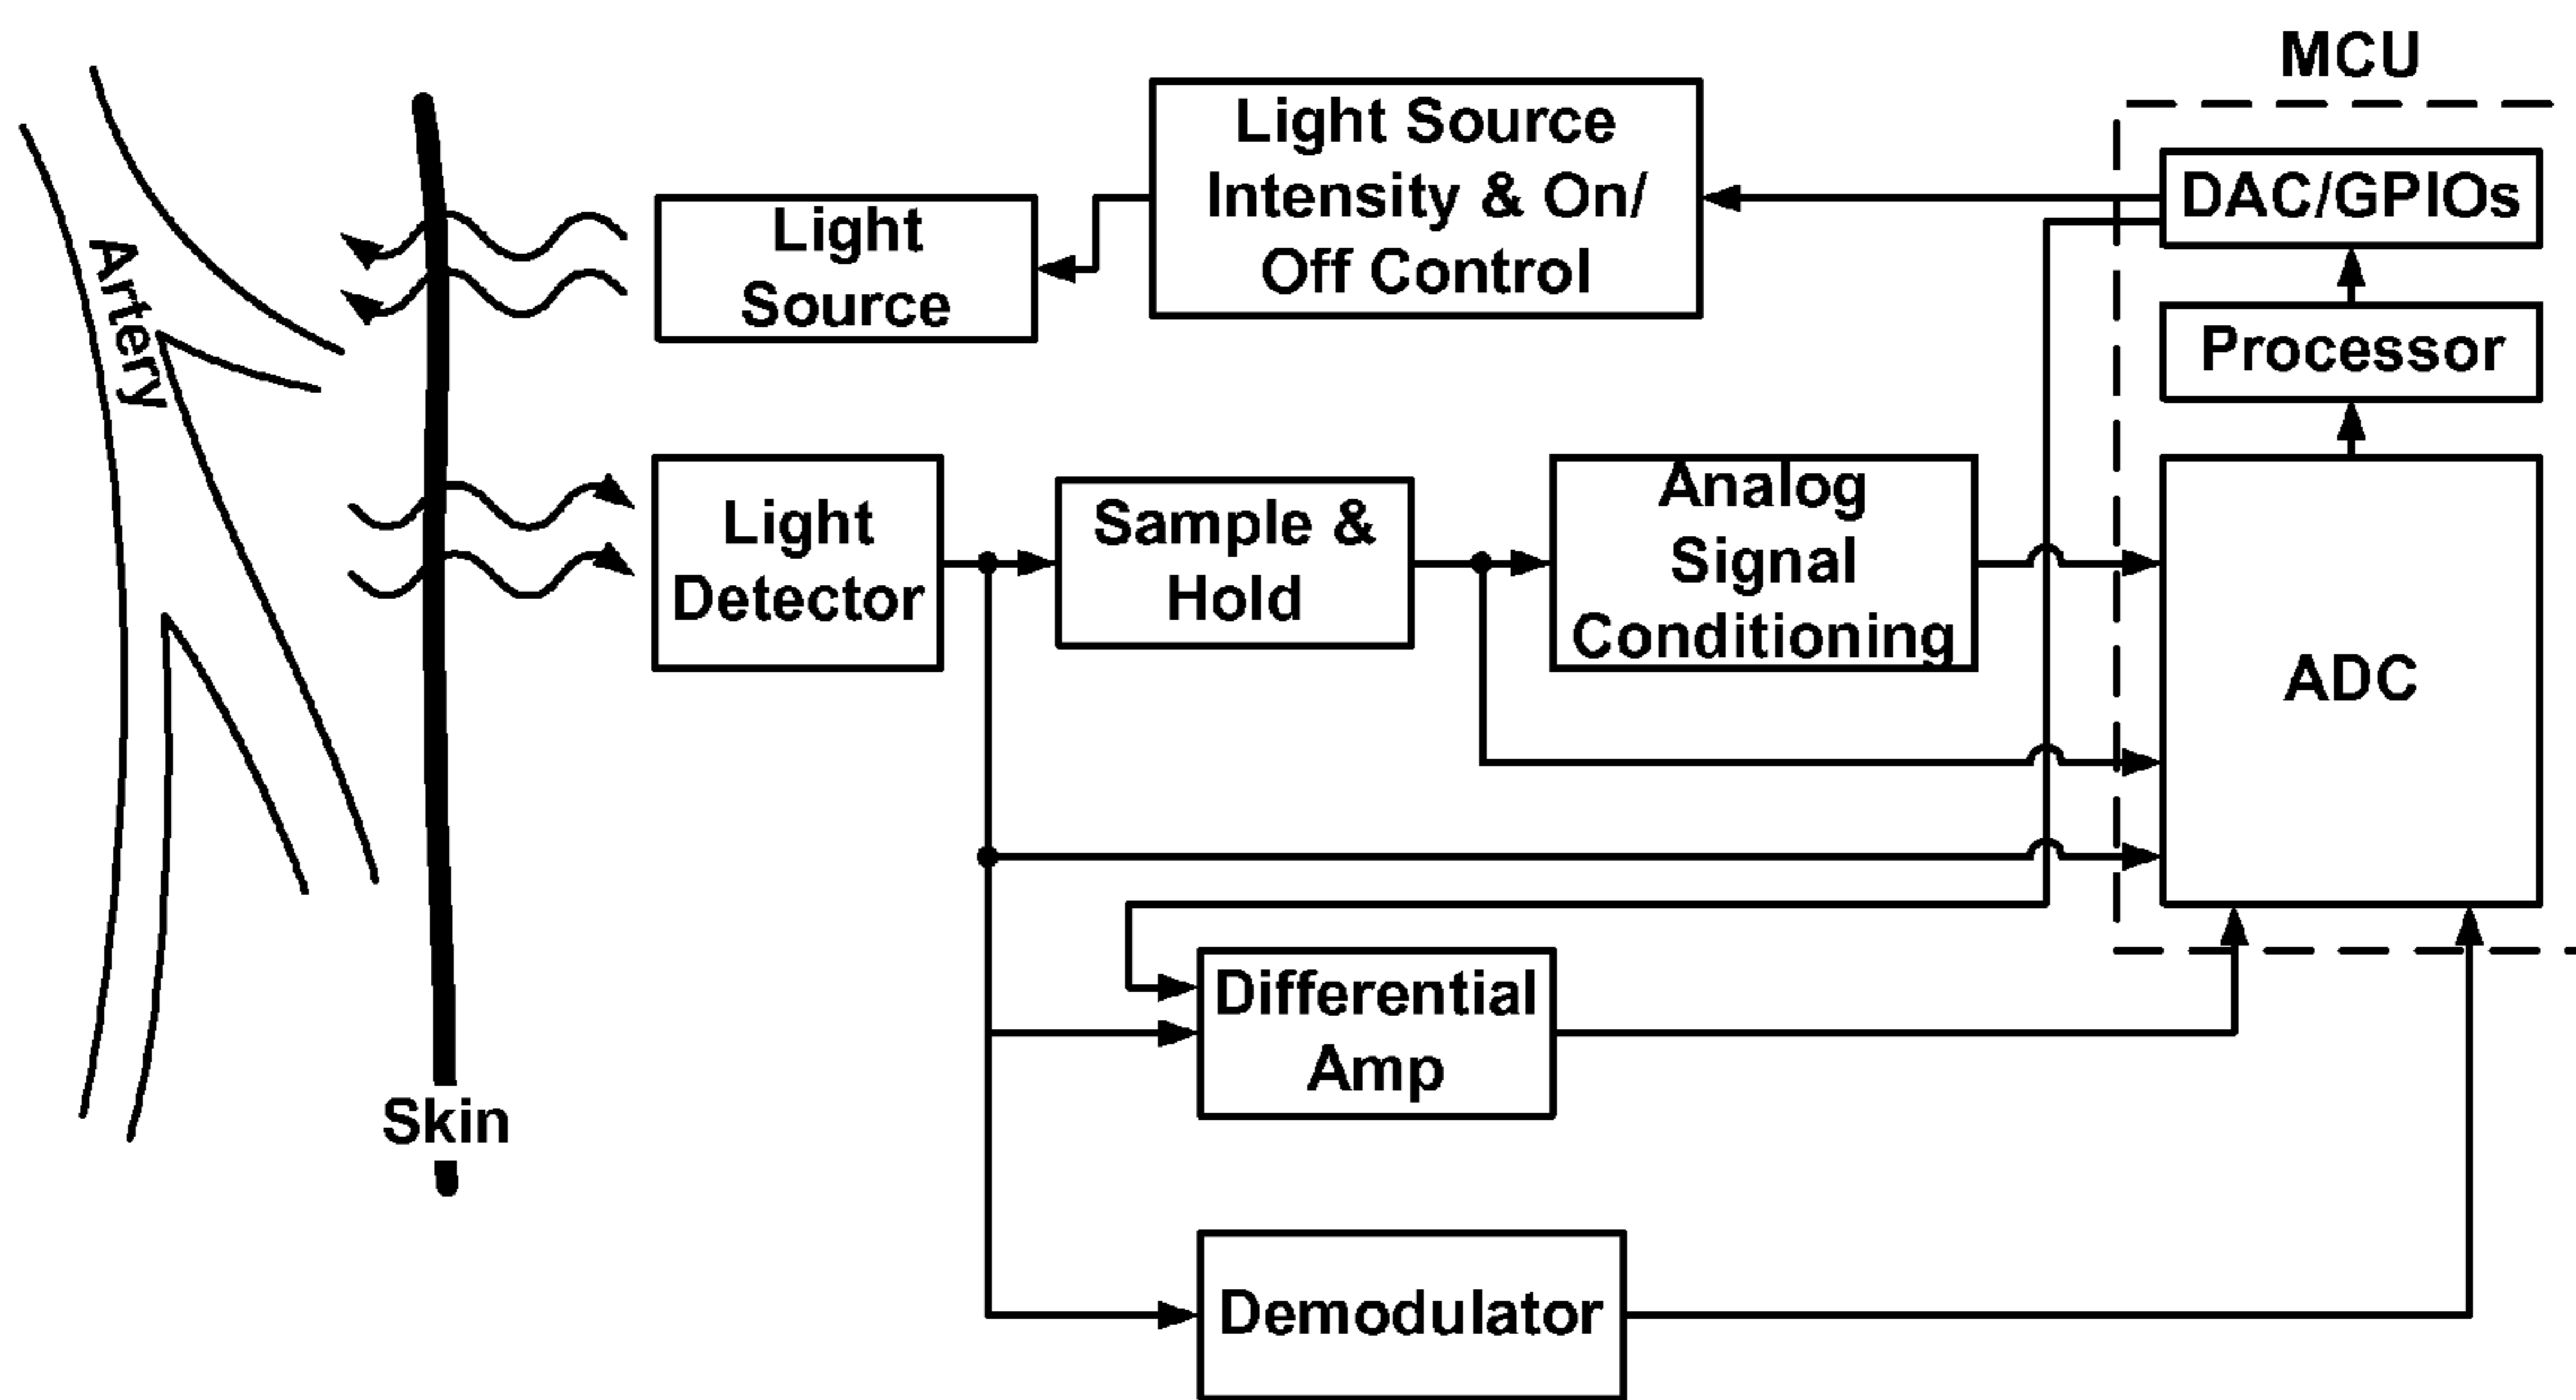 MCU
Light Source
Intensity & On/
Off Control
DAC/GPIOs
Light
Source
Artery
Processor
Light
Detector
Sample &
Hold
Analog
Signal
Conditioning
ADC
Differential
Amp
Skin
Demodulator